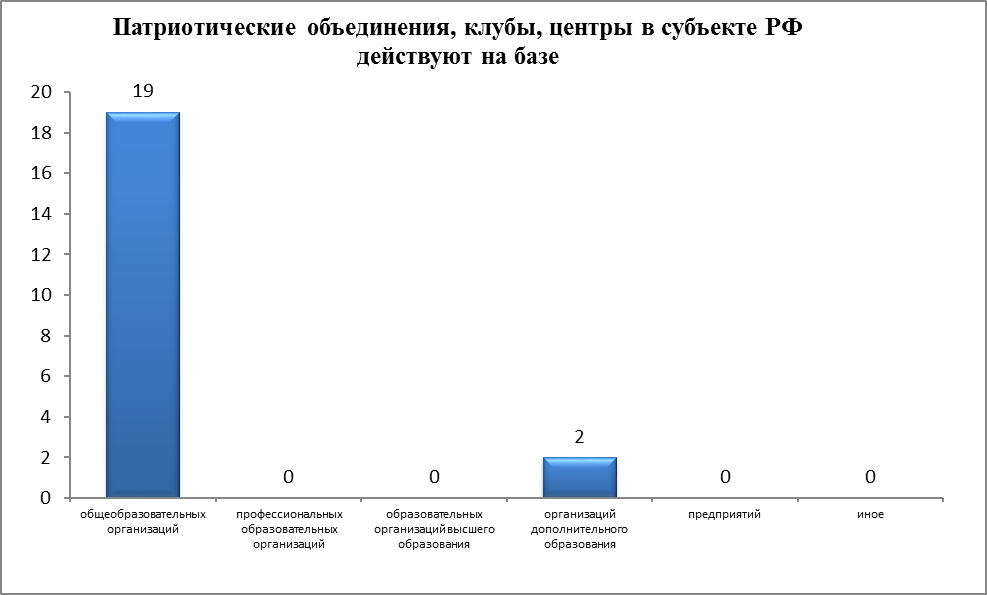 Патриотические объединения, клубы, центры в субъекте РФ
действуют на базе
20
18
16
14
12
10
8
6
4
2
0
19
0
0
2
0
0
общеобразовательных
организаций
профессиональных
образовательных
организаций
образовательных
организаций высшего
образования
организаций
дополнительного
образования
предприятий
иное